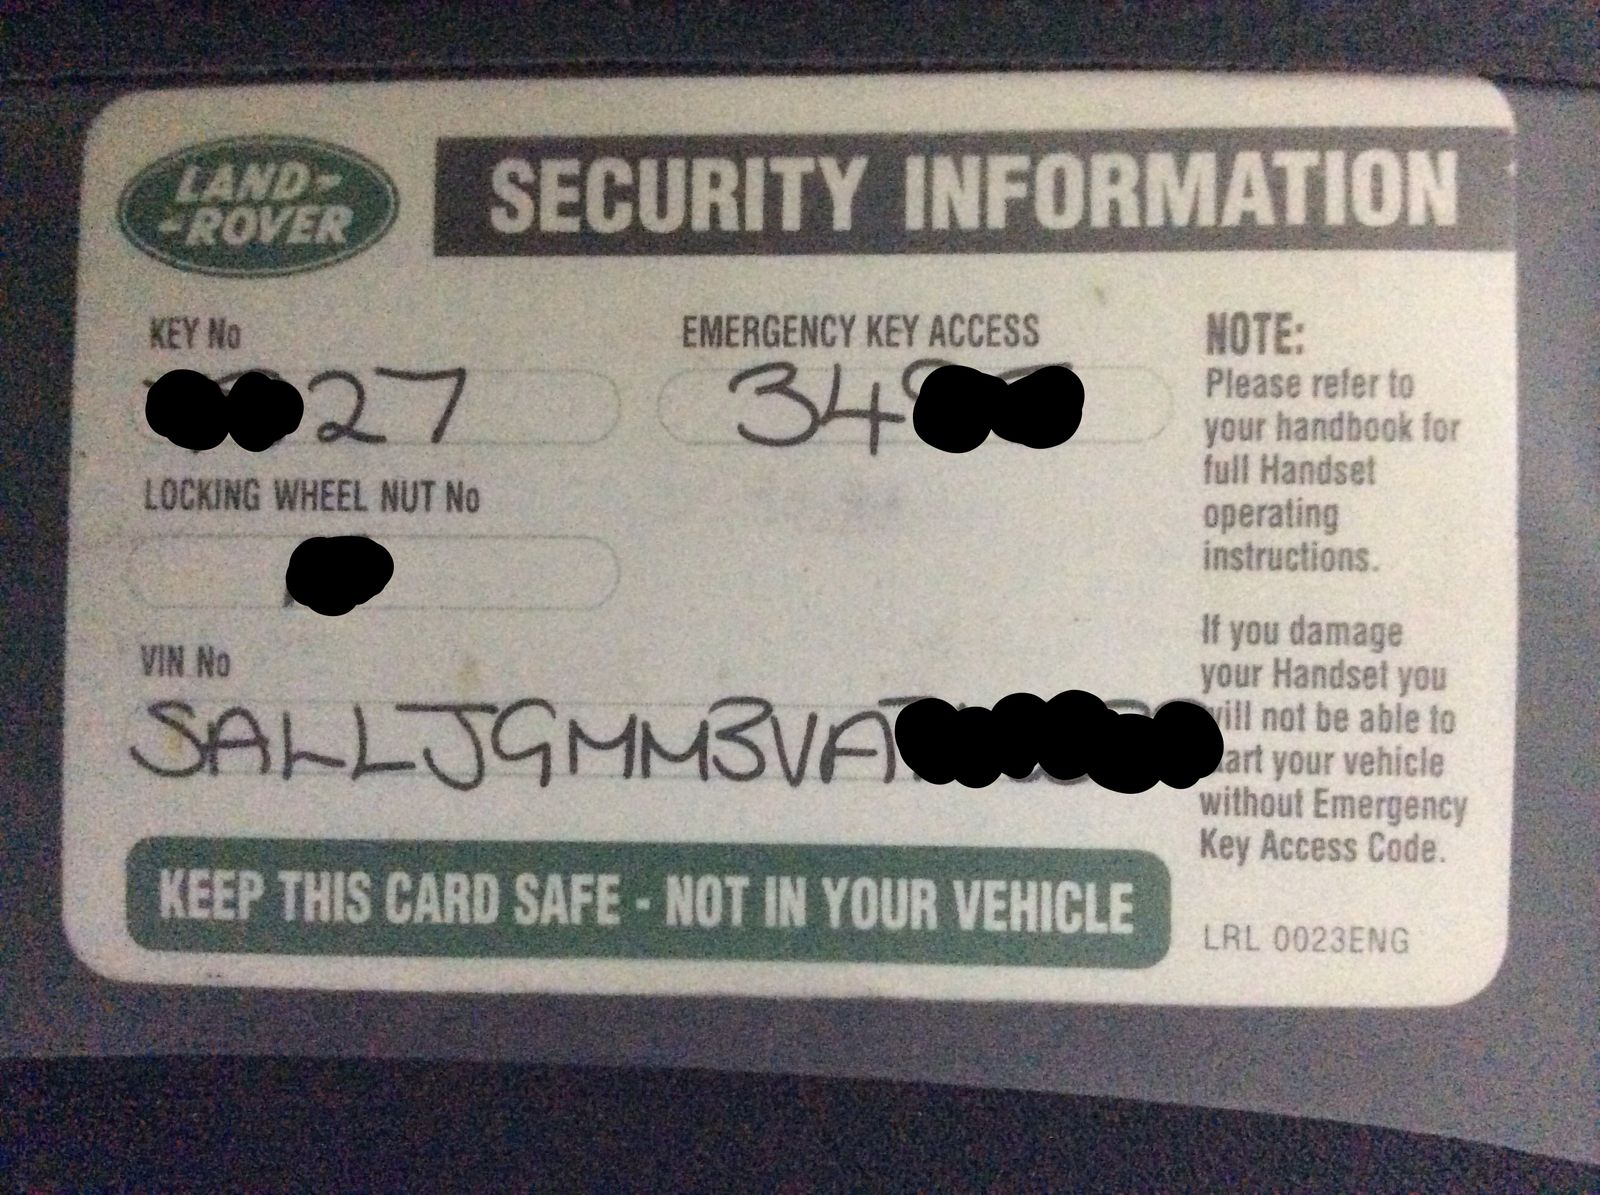 LAND-
-ROVER
SECURITY INFORMATION
KEY No
27
EMERGENCY KEY ACCESS
34
LOCKING WHEEL NUT No
VIN No
SALLJGMM3VA
KEEP THIS CARD SAFE - NOT IN YOUR VEHICLE
NOTE:
Please refer to
your handbook for
full Handset
operating
instructions.
If you damage
your Handset you
will not be able to
your vehicle
without Emergency
Key Access Code.
LRL 0023ENG